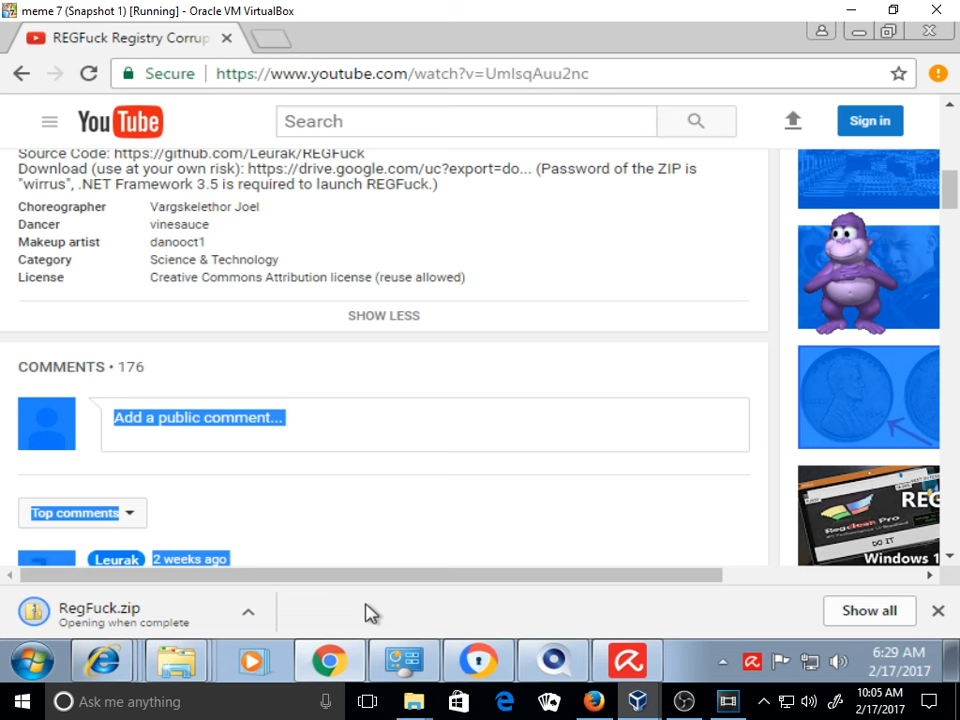 meme 7 (Snapshot 1) [Running] - Oracle VM VirtualBox
REGFuck Registry Corrup
Secure
https://www.youtube.com/watch?v=UmIsqAuu2nc
YouTube
Search
Sign in
Source Code: https://github.com/Leurak/REGFuck
Download (use at your own risk): https://drive.google.com/uc?export=do... (Password of the ZIP is
"wirrus", .NET Framework 3.5 is required to launch REGFuck.)
Choreographer Vargskelethor Joel
Dancer vinesauce
Makeup artist danooct1
Category Science & Technology
License Creative Commons Attribution license (reuse allowed)
SHOW LESS
COMMENTS • 176
Add a public comment...
Top comments
Leurak 2 weeks ago
REG
Regclean Pro
DO IT
Windows 1
RegFuck.zip
Opening when complete
Show all
6:29 AM
2/17/2017
Ask me anything
10:05 AM
2/17/2017